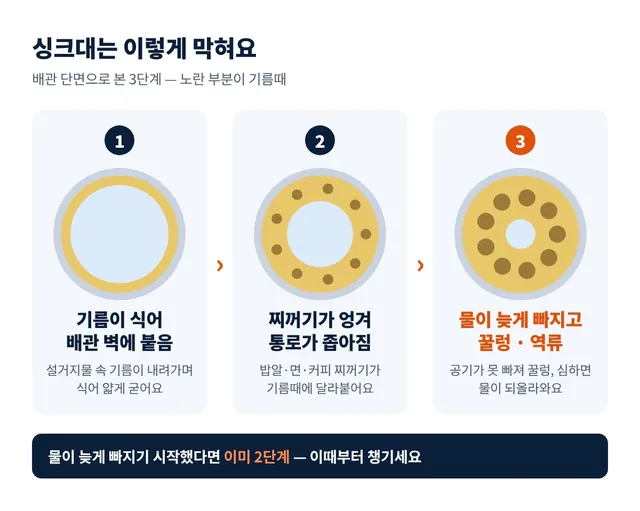 싱크대는 이렇게 막혀요
배관 단면으로 본 3단계 — 노란 부분이 기름때
1
2
3
›
›
기름이 식어
배관 벽에 붙음
설거지물 속 기름이 내려가며
식어 얇게 굳어요
찌꺼기가 엉겨
통로가 좁아짐
밥알·면·커피 찌꺼기가
기름때에 달라붙어요
물이 늦게 빠지고
꿀렁 · 역류
공기가 못 빠져 꿀렁, 심하면
물이 되올라와요
물이 늦게 빠지기 시작했다면 이미 2단계 — 이때부터 챙기세요